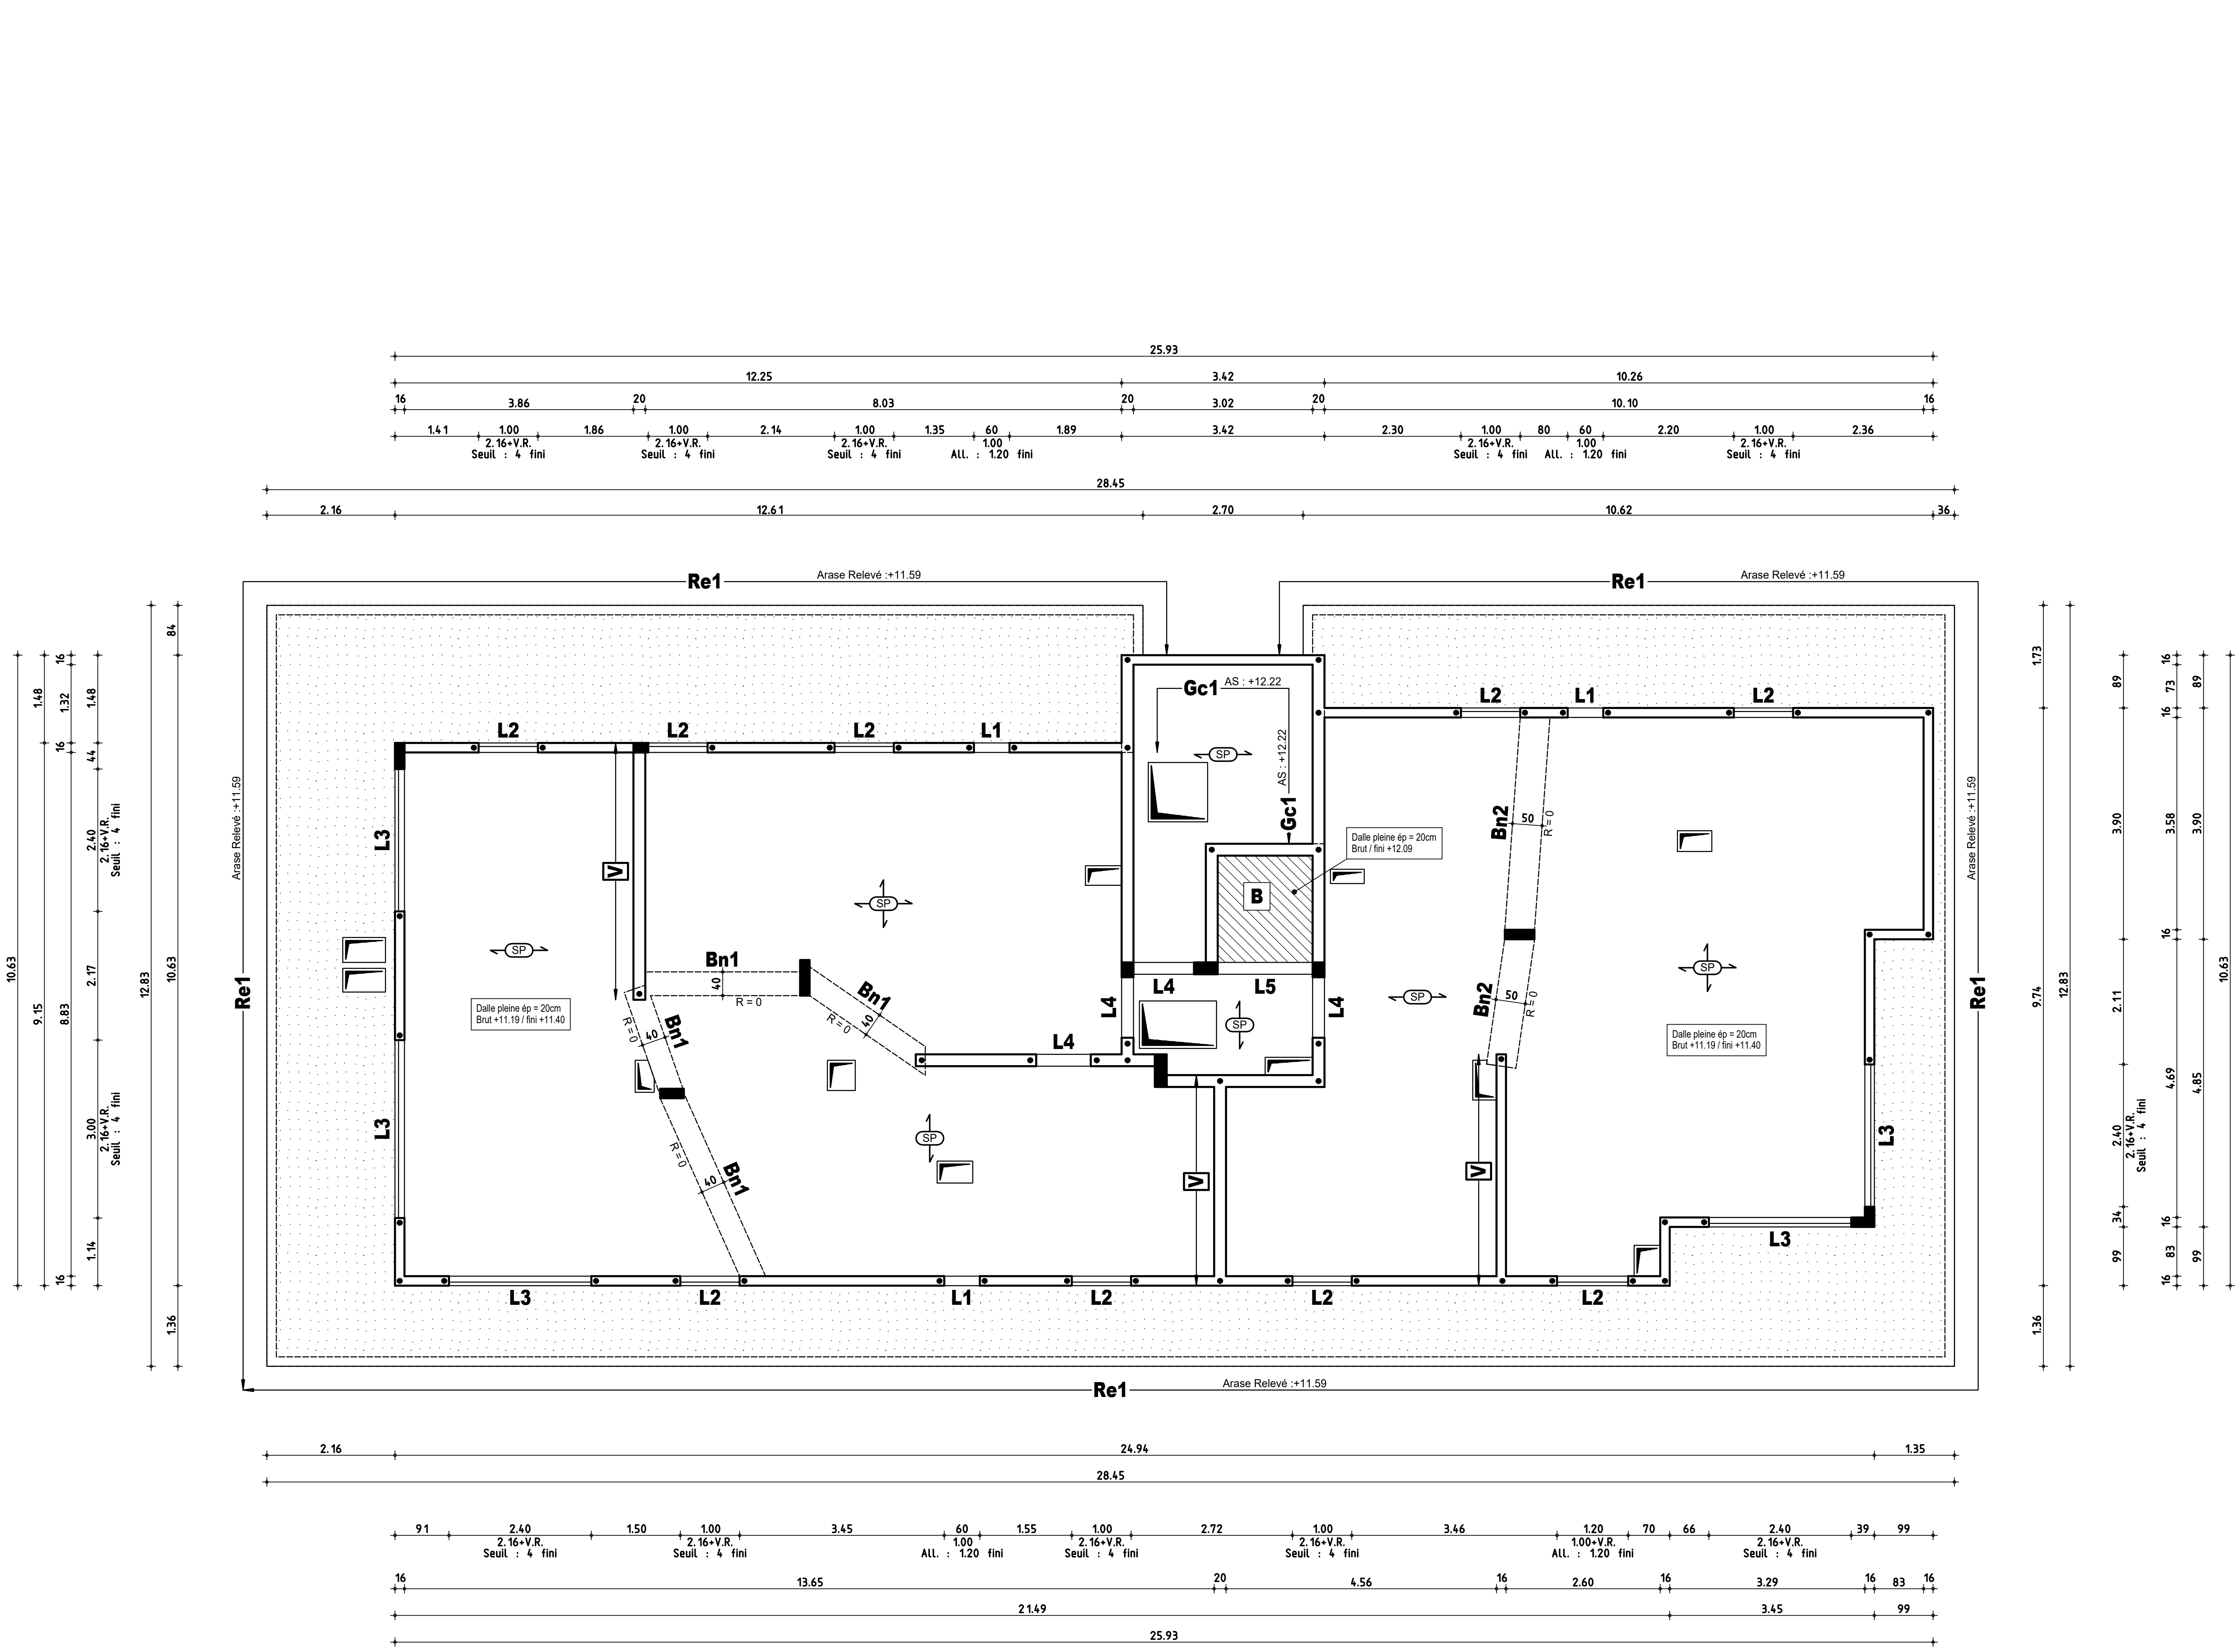 25.93
12.25 3.42 10.26
16 3.86 20 8.03 20 3.02 20 10.10 16
1.41 1.00 1.86 1.00 2.14 1.00 1.35 60 1.89 3.42 2.30 1.00 80 60 2.20 1.00 2.36
2.16+V.R. 2.16+V.R. 2.16+V.R. 1.00 2.16+V.R. 1.00 2.16+V.R.
Seuil : 4 fini Seuil : 4 fini Seuil : 4 fini All. : 1.20 fini Seuil : 4 fini All. : 1.20 fini Seuil : 4 fini
28.45
2.16 12.61 2.70 10.62 36
Re1 Arase Relevé :+11.59 Re1 Arase Relevé :+11.59
10.63
1.48 9.15
16 1.32 16 8.83 16
1.48 44 2.40 2.17 3.00 1.14
2.16+V.R.
Seuil : 4 fini
2.16+V.R.
Seuil : 4 fini
12.83
84 10.63 1.36
Arase Relevé :+11.59
Re1
Gc1 AS : +12.22
AS : +12.22
Gc1
SP
L2 L2 L2 L1
L2 L1 L2
L3
V
SP
SP
Dalle pleine ép = 20cm
Brut / fini +12.09
B
Bn2
50
R = 0
Bn1
40
R = 0
Bn1
40
R = 0
L4 L5
L4
L4
SP
SP
SP
Bn2
50
R = 0
Dalle pleine ép = 20cm
Brut +11.19 / fini +11.40
Dalle pleine ép = 20cm
Brut +11.19 / fini +11.40
R = 0
40
Bn1
L4
L3
SP
V
V
L3
R = 0
40
Bn1
L3
L3 L2 L1 L2 L2 L2
Arase Relevé :+11.59
Re1
1.73 9.74 1.36
12.83
89 3.90 2.11 2.40 34 99
2.16+V.R.
Seuil : 4 fini
16 73 16 3.58 16 4.69 16 83 16
89 3.90 4.85 99
10.63
Re1 Arase Relevé :+11.59
2.16 24.94 1.35
28.45
91 2.40 1.50 1.00 3.45 60 1.55 1.00 2.72 1.00 3.46 1.20 70 66 2.40 39 99
2.16+V.R. 2.16+V.R. 1.00 2.16+V.R. 2.16+V.R. 1.00+V.R. 2.16+V.R.
Seuil : 4 fini Seuil : 4 fini All. : 1.20 fini Seuil : 4 fini Seuil : 4 fini All. : 1.20 fini Seuil : 4 fini
16 13.65 20 4.56 16 2.60 16 3.29 16 83 16
21.49 3.45 99
25.93